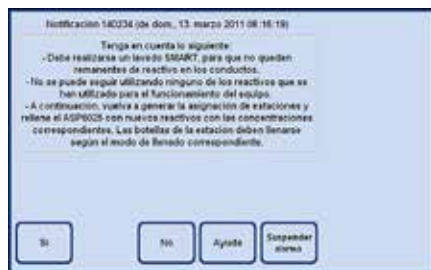 Notificación 140234 (de dom., 13. marzo 2011 08:16:19)
Tenga en cuenta lo siguiente:
- Debe realizarse un lavado SMART, para que no queden
remanentes de reactivo en los conductos.
- No se puede seguir utilizando ninguno de los reactivos que se
han utilizado para el funcionamiento del equipo.
- A continuación, vuelva a generar la asignación de estaciones y
rellene el ASP6025 con nuevos reactivos con las concentraciones
correspondientes. Las botellas de la estacion deben llenarse
según el modo de llenado correspondiente.
Sí
No
Ayuda
Suspender
alarma